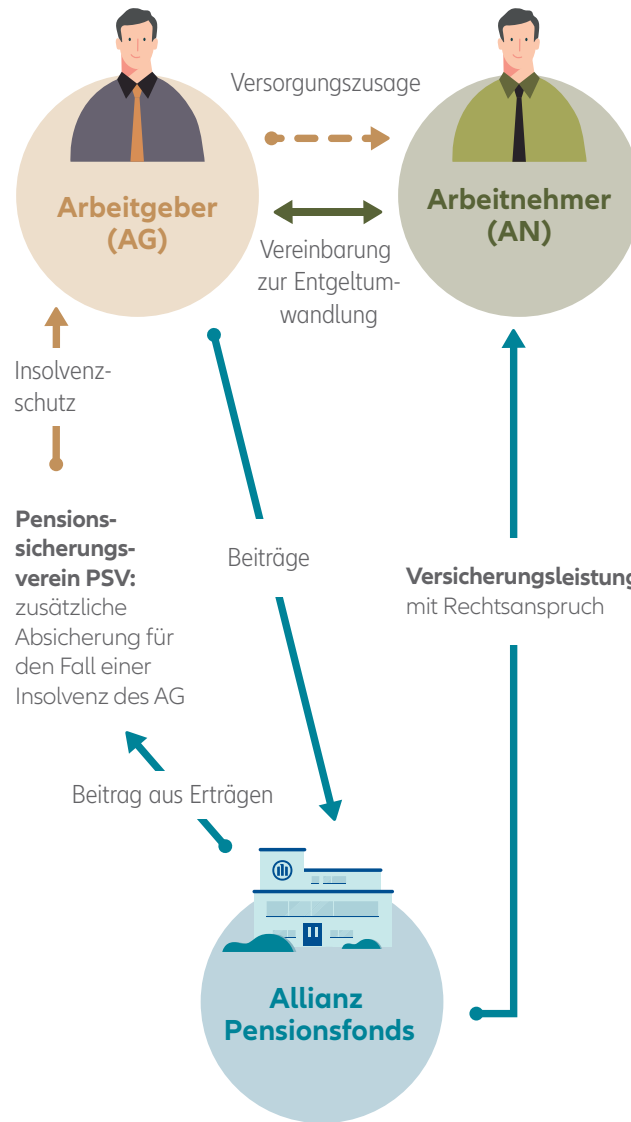 Versorgungszusage
Arbeitgeber
(AG)
Arbeitnehmer
(AN)
Vereinbarung
zur Entgeltum-
wandlung
Insolvenz-
schutz
Pensions-
sicherungs-
verein PSV:
zusätzliche
Absicherung für
den Fall einer
Insolvenz des AG
Beiträge
Versicherungsleistung
mit Rechtsanspruch
Beitrag aus Erträgen
Allianz
Pensionsfonds